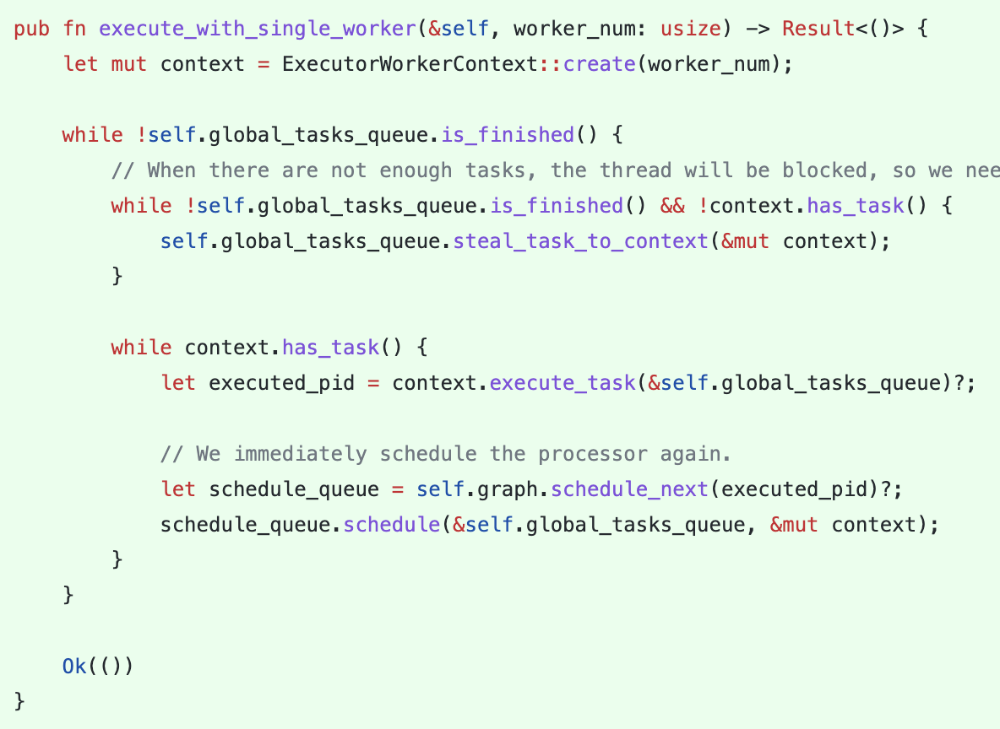 pub fn execute_with_single_worker(&self, worker_num: usize) -> Result<()> {
    let mut context = ExecutorWorkerContext::create(worker_num);

    while !self.global_tasks_queue.is_finished() {
        // When there are not enough tasks, the thread will be blocked, so we nee
        while !self.global_tasks_queue.is_finished() && !context.has_task() {
            self.global_tasks_queue.steal_task_to_context(&mut context);
        }

        while context.has_task() {
            let executed_pid = context.execute_task(&self.global_tasks_queue)?;

            // We immediately schedule the processor again.
            let schedule_queue = self.graph.schedule_next(executed_pid)?;
            schedule_queue.schedule(&self.global_tasks_queue, &mut context);
        }
    }

    Ok(())
}